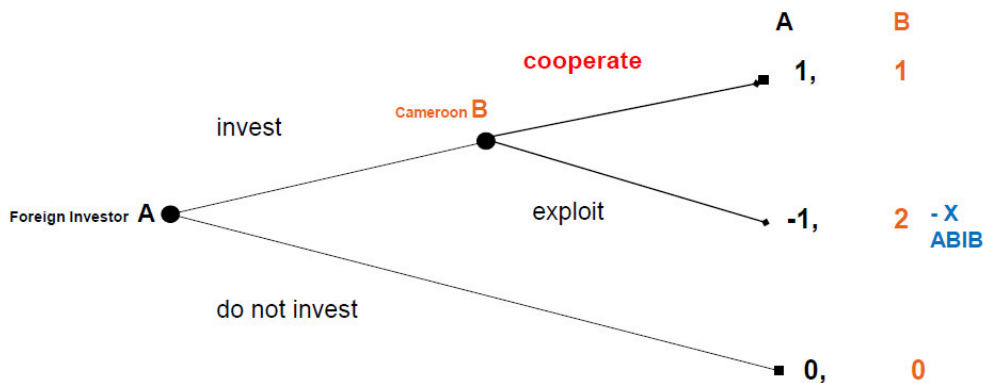 A B
cooperate
1, 1
Cameroon B
invest
Foreign Investor A
exploit
-1, 2 - X
ABIB
do not invest
0, 0